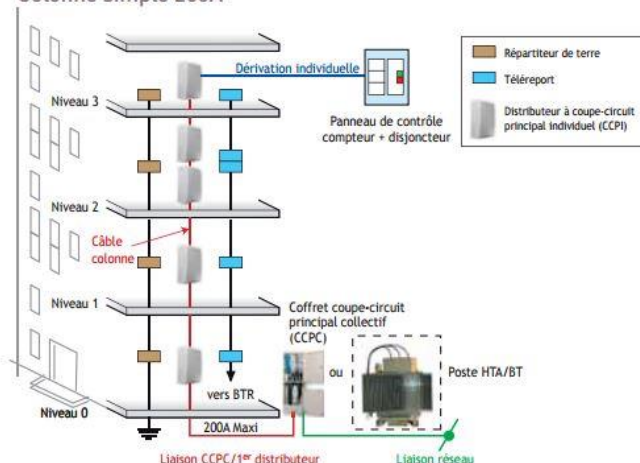 Colonne Simple 200A
Dérivation individuelle
Niveau 3
Panneau de contrôle
compteur + disjoncteur
Répartiteur de terre
Téléreport
Distributeur à coupe-circuit
principal individuel (CCPI)
Niveau 2
Câble
colonne
Niveau 1
Coffret coupe-circuit
principal collectif
(CCPC)
ou
Poste HTA/BT
vers BTR
Niveau 0
200A Maxi
Liaison CCPC/1er distributeur
Liaison réseau